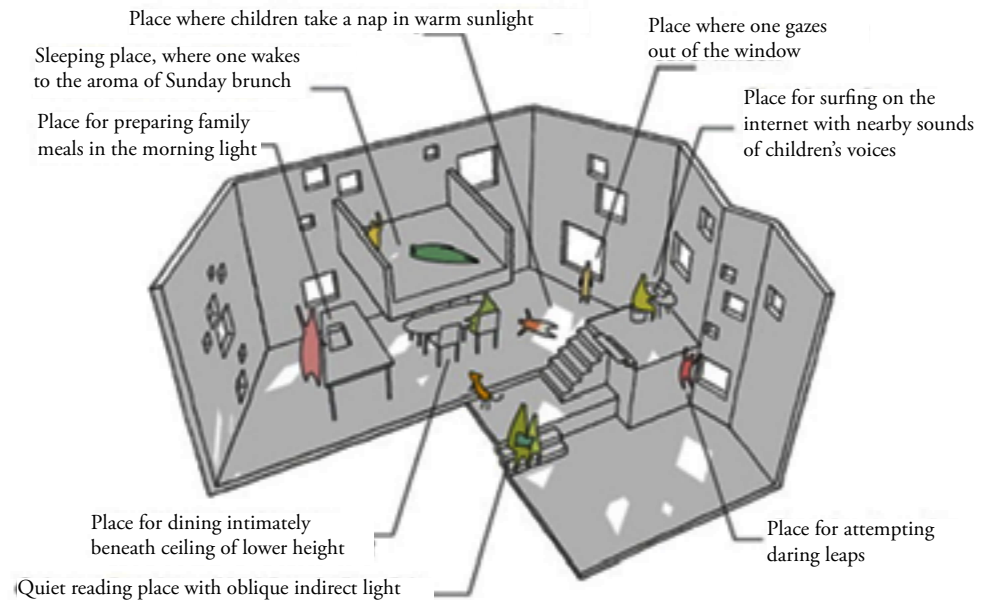 Place where children take a nap in warm sunlight
Place where one gazes
out of the window
Sleeping place, where one wakes
to the aroma of Sunday brunch
Place for surfing on the
internet with nearby sounds
of children's voices
Place for preparing family
meals in the morning light
Place for dining intimately
beneath ceiling of lower height
Place for attempting
daring leaps
Quiet reading place with oblique indirect light